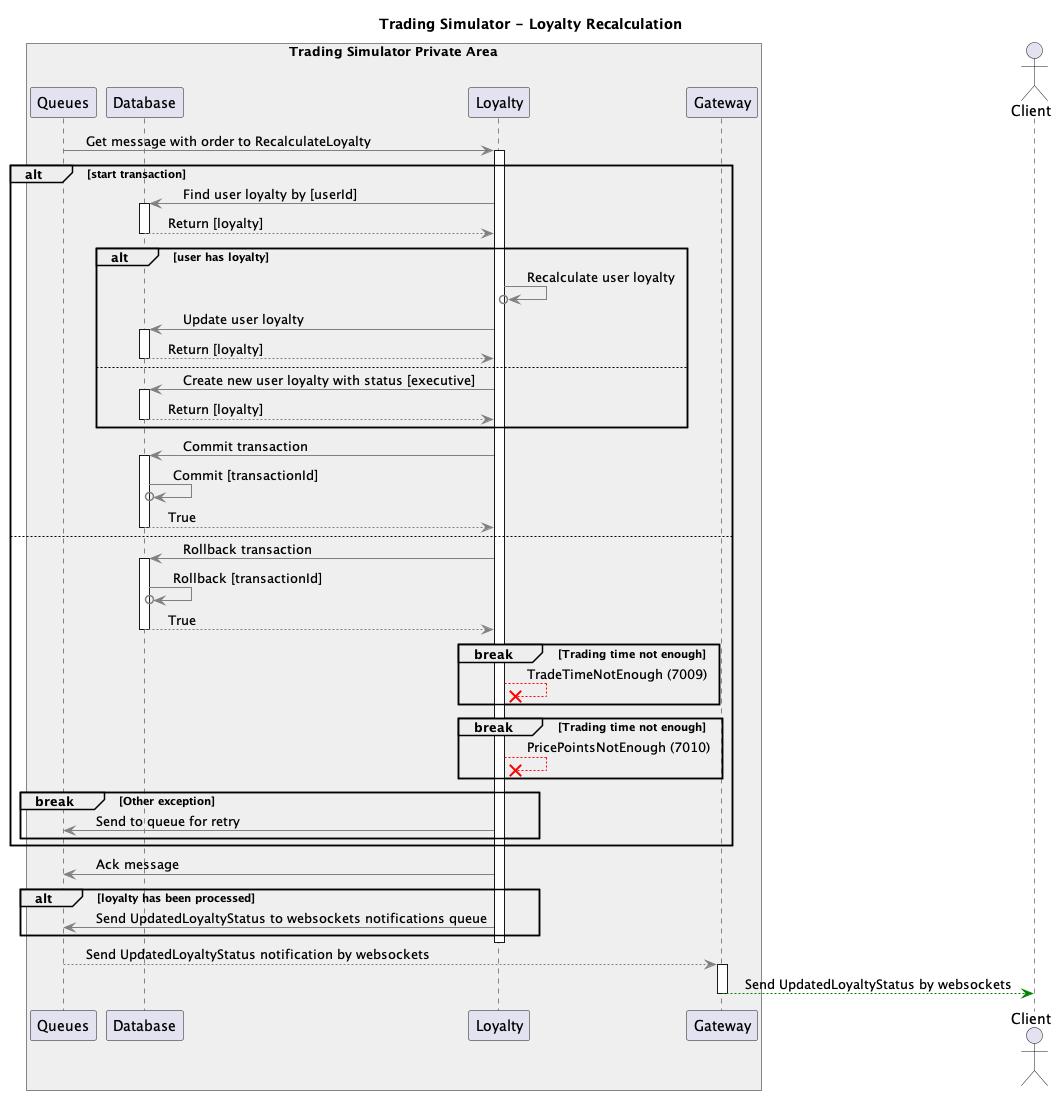 Trading Simulator - Loyalty Recalculation
Trading Simulator Private Area
Queues
Database
Loyalty
Gateway
Client
Get message with order to RecalculateLoyalty
alt
[start transaction]
Find user loyalty by [userId]
Return [loyalty]
alt
[user has loyalty]
Recalculate user loyalty
Update user loyalty
Return [loyalty]
Create new user loyalty with status [executive]
Return [loyalty]
Commit transaction
Commit [transactionId]
True
Rollback transaction
Rollback [transactionId]
True
break
[Trading time not enough]
TradeTimeNotEnough (7009)
break
[Trading time not enough]
PricePointsNotEnough (7010)
break
[Other exception]
Send to queue for retry
Ack message
alt
[loyalty has been processed]
Send UpdatedLoyaltyStatus to websockets notifications queue
Send UpdatedLoyaltyStatus notification by websockets
Send UpdatedLoyaltyStatus by websockets
Queues
Database
Loyalty
Gateway
Client